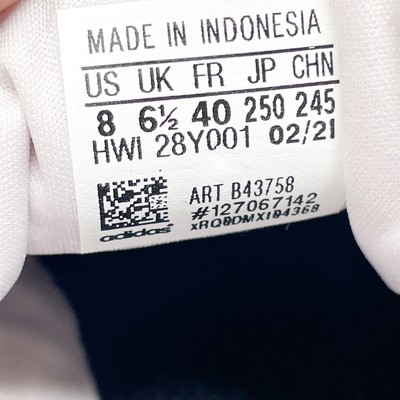 MADE IN INDONESIA
US UK FR JP CHN
8 6½ 40 250 245
HWI 28Y001 02/21
ART B43758
#127067142
XRQ0DMXI04368
adidas